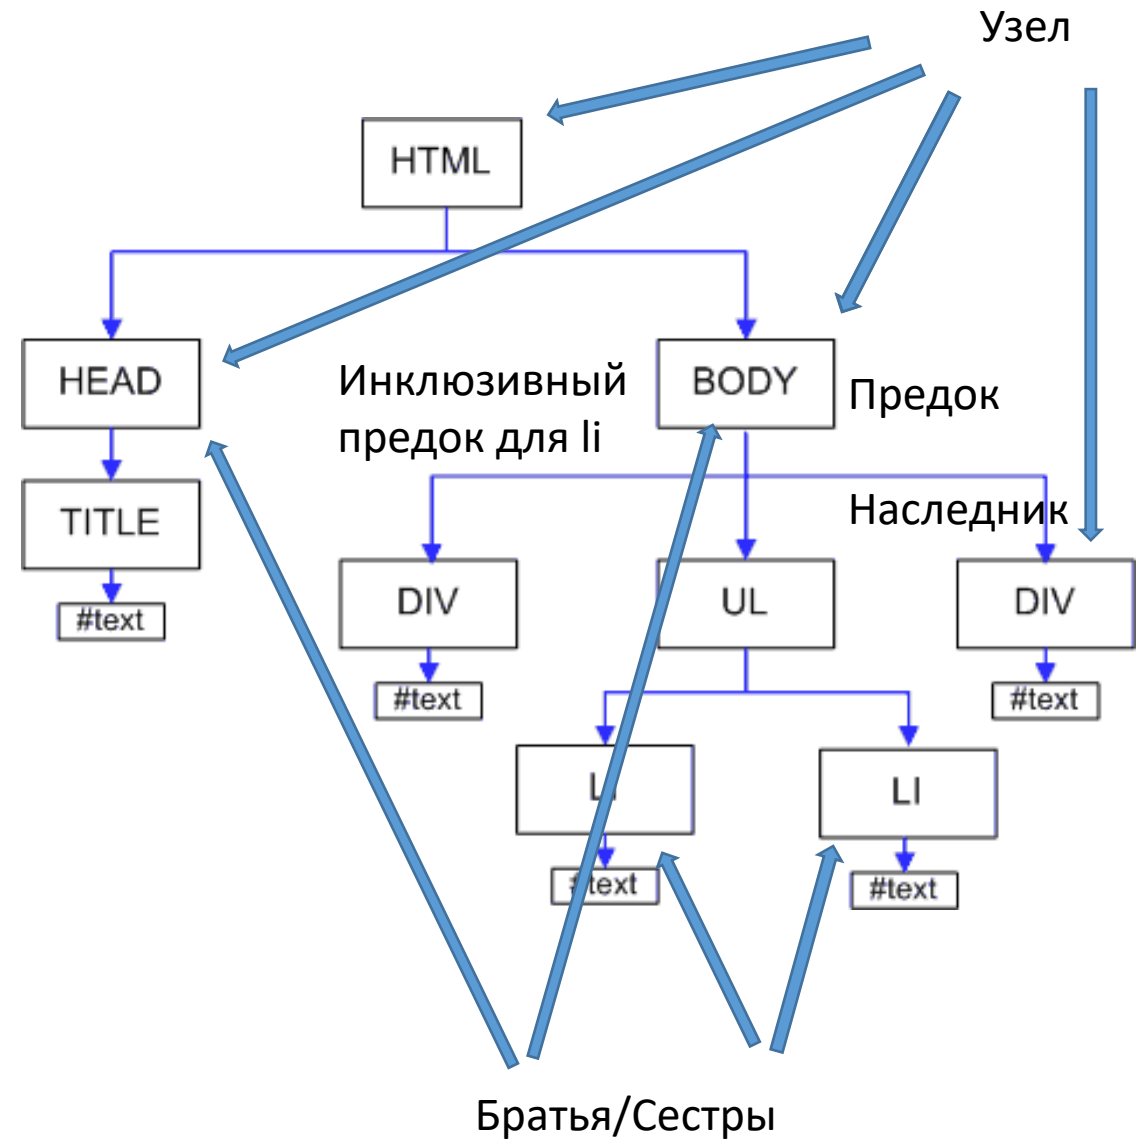 Узел
HTML
HEAD
Инклюзивный
предок для li
BODY
Предок
TITLE
Наследник
#text
DIV
UL
DIV
#text
#text
LI
LI
#text
#text
Братья/Сестры